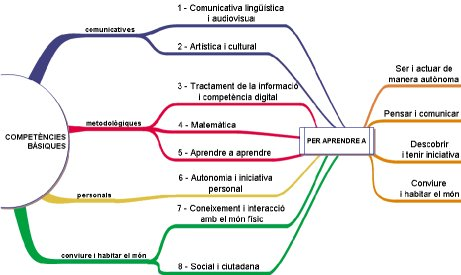 COMPETÈNCIES
BÀSIQUES
comunicatives
1 - Comunicativa lingüística
i audiovisual
2 - Artística i cultural
metodològiques
3 - Tractament de la informació
i competència digital
4 - Matemàtica
5 - Aprendre a aprendre
personals
6 - Autonomia i iniciativa
personal
conviure i habitar el món
7 - Coneixement i interacció
amb el món físic
8 - Social i ciutadana
PER APRENDRE A
Ser i actuar de
manera autònoma
Pensar i comunicar
Descobrir
i tenir iniciativa
Conviure
i habitar el món